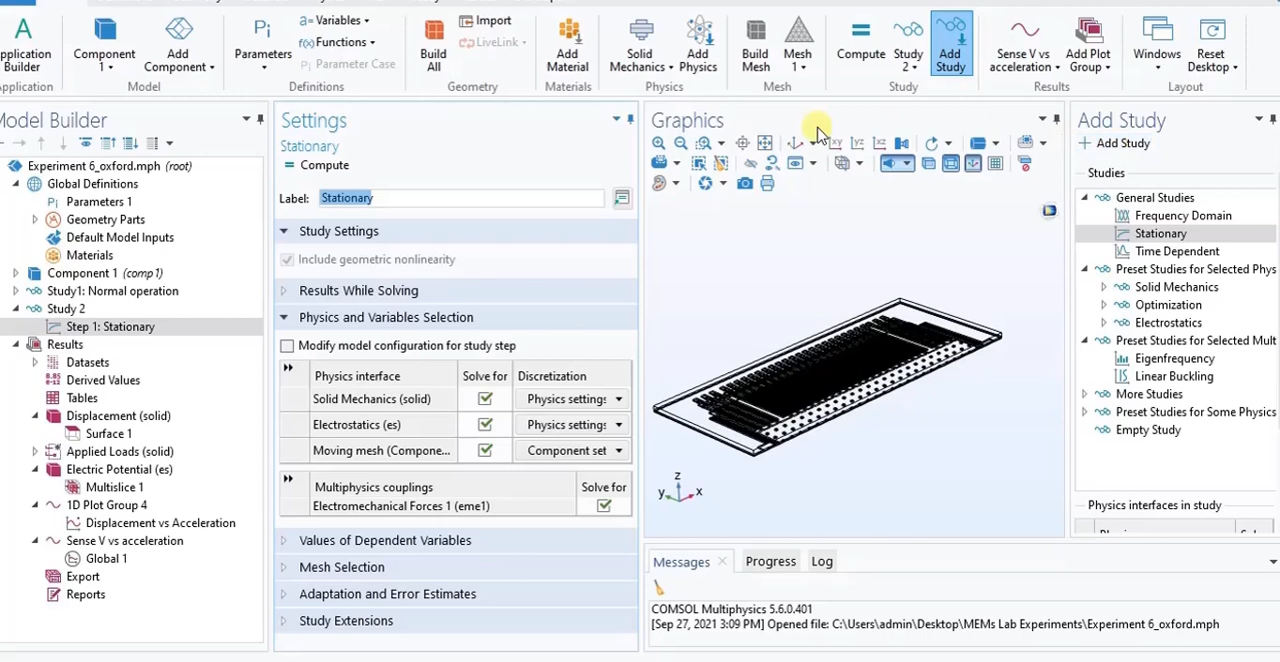 Application Builder
Application
Component 1
Add Component
Model
Pi
Parameters
a= Variables
f(x) Functions
Pi Parameter Case
Definitions
Build All
Import
LiveLink
Geometry
Add Material
Materials
Solid Mechanics
Add Physics
Physics
Build Mesh
Mesh 1
Mesh
Compute
Study 2
Add Study
Study
Sense V vs acceleration
Add Plot Group
Results
Windows
Reset Desktop
Layout
Model Builder
Experiment 6_oxford.mph (root)
Global Definitions
Pi Parameters 1
Geometry Parts
Default Model Inputs
Materials
Component 1 (comp1)
Study1: Normal operation
Study 2
Step 1: Stationary
Results
Datasets
8.85 e-12 Derived Values
Tables
Displacement (solid)
Surface 1
Applied Loads (solid)
Electric Potential (es)
Multislice 1
1D Plot Group 4
Displacement vs Acceleration
Sense V vs acceleration
Global 1
Export
Reports
Settings
Stationary
= Compute
Label: Stationary
Study Settings
Include geometric nonlinearity
Results While Solving
Physics and Variables Selection
Modify model configuration for study step
Physics interface Solve for Discretization
Solid Mechanics (solid) Physics settings
Electrostatics (es) Physics settings
Moving mesh (Compone... Component set
Multiphysics couplings Solve for
Electromechanical Forces 1 (eme1)
Values of Dependent Variables
Mesh Selection
Adaptation and Error Estimates
Study Extensions
Graphics
xy yz xz
z
y x
Messages Progress Log
COMSOL Multiphysics 5.6.0.401
[Sep 27, 2021 3:09 PM] Opened file: C:\Users\admin\Desktop\MEMs Lab Experiments\Experiment 6_oxford.mph
Add Study
+ Add Study
Studies
General Studies
Frequency Domain
Stationary
Time Dependent
Preset Studies for Selected Phys
Solid Mechanics
Optimization
Electrostatics
Preset Studies for Selected Mult
Eigenfrequency
Linear Buckling
More Studies
Preset Studies for Some Physics
Empty Study
Physics interfaces in study